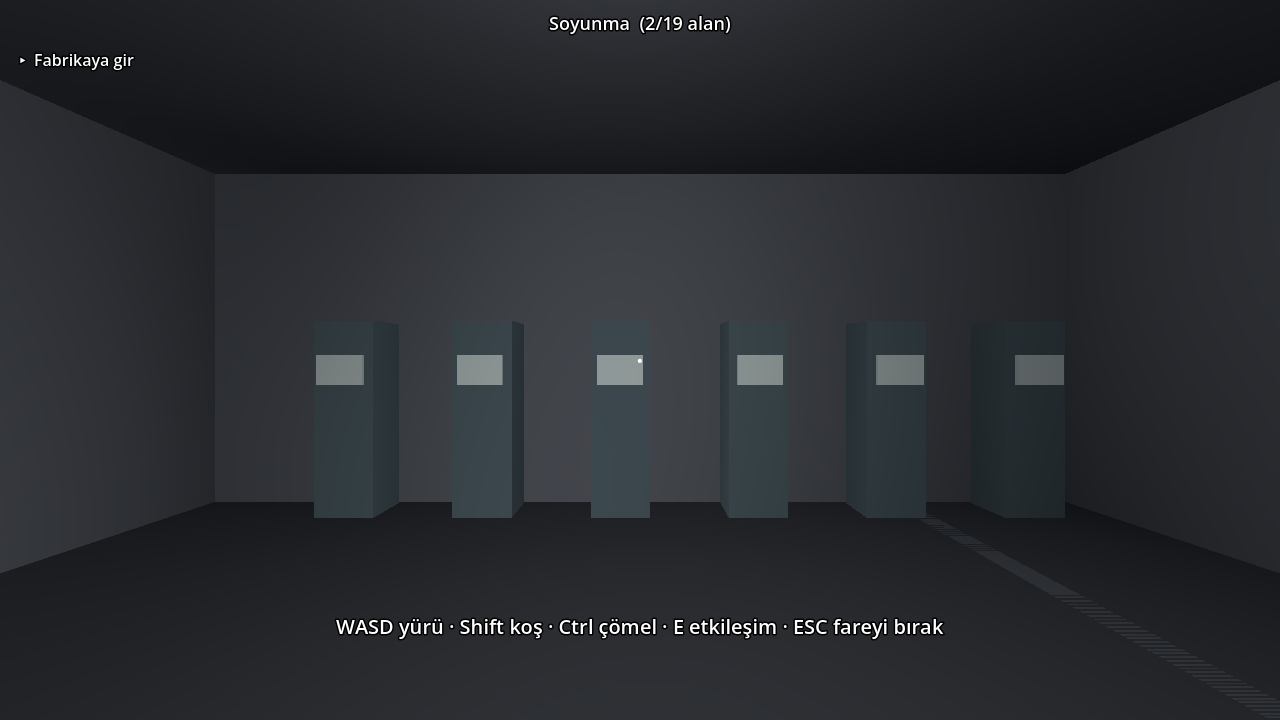 Soyunma (2/19 alan)
▸ Fabrikaya gir
WASD yürü · Shift koş · Ctrl çömel · E etkileşim · ESC fareyi bırak